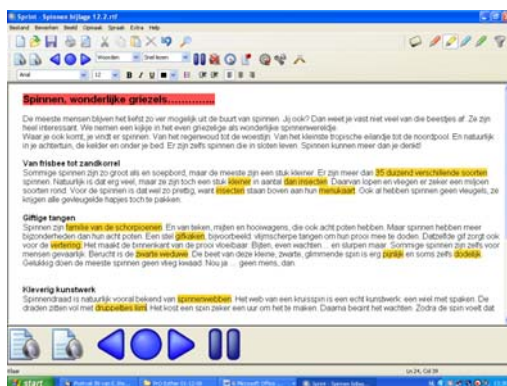 Sprint - Spinnen bijlage 12.2.rtf
Bestand Bewerken Beeld Opmaak Spraak Extra Help
Woorden Snel lezen
Arial 12 B I U
Spinnen, wonderlijke griezels..............
De meeste mensen blijven het liefst zo ver mogelijk uit de buurt van spinnen. Jij ook? Dan weet je vast niet veel van die beestjes af. Ze zijn
heel interessant. We nemen een kijkje in het even griezelige als wonderlijke spinnenwereldje.
Waar je ook komt, je vindt er spinnen. Van het regenwoud tot de woestijn. Van het kleinste tropische eilandje tot de noordpool. En natuurlijk
in je achtertuin, de kelder en onder je bed. Er zijn zelfs spinnen die in sloten leven. Spinnen kunnen meer dan je denkt!
Van frisbee tot zandkorrel
Sommige spinnen zijn zo groot als en soepbord, maar de meeste zijn een stuk kleiner. Er zijn meer dan 35 duizend verschillende soorten
spinnen. Natuurlijk is dat erg veel, maar ze zijn toch een stuk kleiner in aantal dan insecten. Daarvan lopen en vliegen er zeker een miljoen
soorten rond. Voor de spinnen is dat wel zo prettig, want insecten staan boven aan hun menukaart. Ook al hebben spinnen geen vleugels, ze
krijgen alle gevleugelde hapjes toch te pakken.
Giftige tangen
Spinnen zijn familie van de schorpioenen. En van teken, mijten en hooiwagens, die ook acht poten hebben. Maar spinnen hebben meer
bijzonderheden dan hun acht poten. Een stel gifkaken, bijvoorbeeld: vlijmscherpe tangen om hun prooi mee te doden. Datzelfde gif zorgt ook
voor de vertering. Het maakt de binnenkant van de prooi vloeibaar. Bijten, even wachten... en slurpen maar. Sommige spinnen zijn zelfs voor
mensen gevaarlijk. Berucht is de zwarte weduwe. De beet van deze kleine, zwarte, glimmende spin is erg pijnlijk en soms zelfs dodelijk.
Gelukkig doen de meeste spinnen geen vlieg kwaad. Nou ja ... geen mens, dan.
Kleverig kunstwerk
Spinnendraad is natuurlijk vooral bekend van spinnenwebben. Het web van een kruisspin is een echt kunstwerk: een wiel met spaken. De
draden zitten vol met druppeltjes lijm. Het kost een spin zeker een uur om het te maken. Daarna begint het wachten. Zodra de spin voelt dat
Klaar Ln 24, Col 39
start